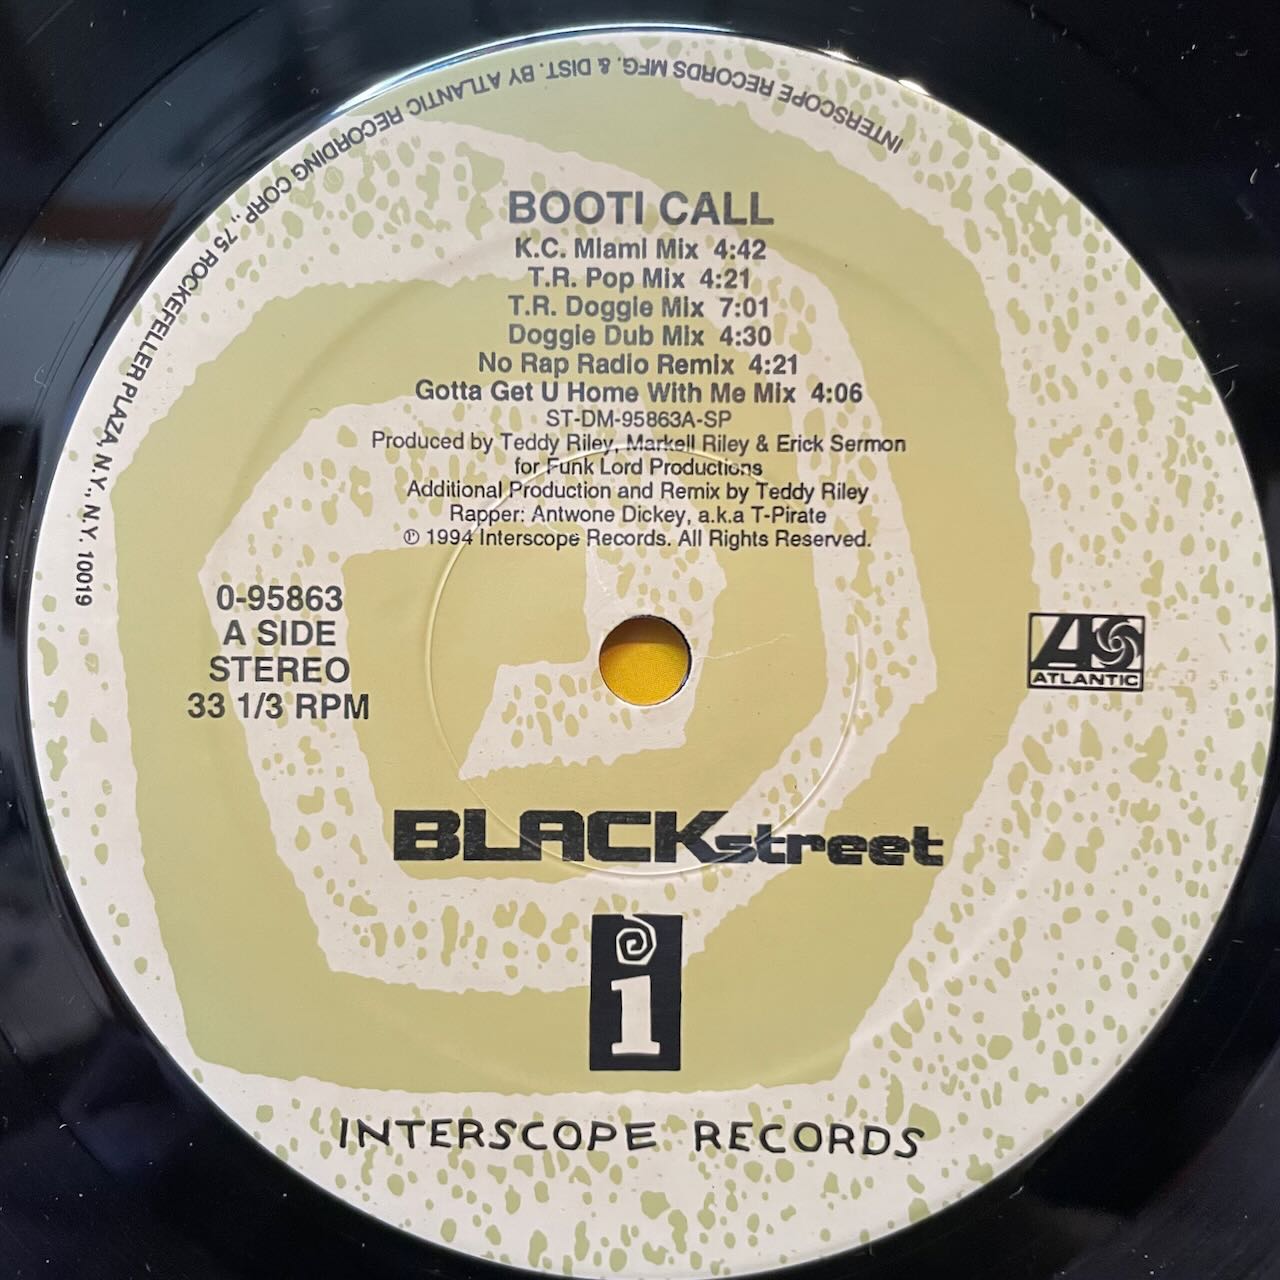 INTERSCOPE RECORDS MFG. & DIST. BY ATLANTIC RECORDING CORP., 75 ROCKEFELLER PLAZA, N.Y., N.Y. 10019
BOOTI CALL
K.C. Miami Mix 4:42
T.R. Pop Mix 4:21
T.R. Doggie Mix 7:01
Doggie Dub Mix 4:30
No Rap Radio Remix 4:21
Gotta Get U Home With Me Mix 4:06
ST-DM-95863A-SP
Produced by Teddy Riley, Markell Riley & Erick Sermon
for Funk Lord Productions
Additional Production and Remix by Teddy Riley
Rapper: Antwone Dickey, a.k.a T-Pirate
℗ 1994 Interscope Records. All Rights Reserved.
0-95863
A SIDE
STEREO
33 1/3 RPM
A
ATLANTIC
BLACKstreet
i
INTERSCOPE RECORDS